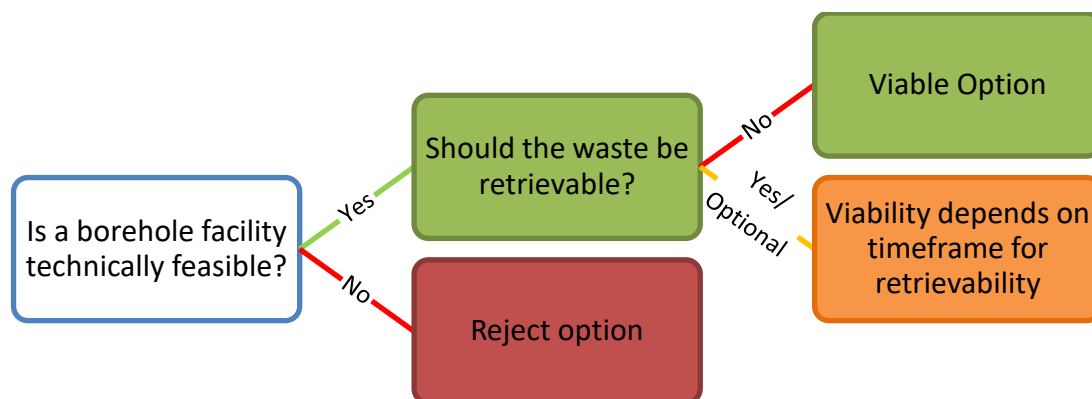 Is a borehole facility
technically feasible?
Yes
No
Should the waste be
retrievable?
Reject option
No
Yes/
Optional
Viable Option
Viability depends on
timeframe for
retrievability